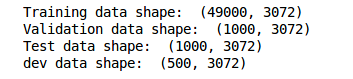 Training data shape:  (49000, 3072)
Validation data shape:  (1000, 3072)
Test data shape:  (1000, 3072)
dev data shape:  (500, 3072)